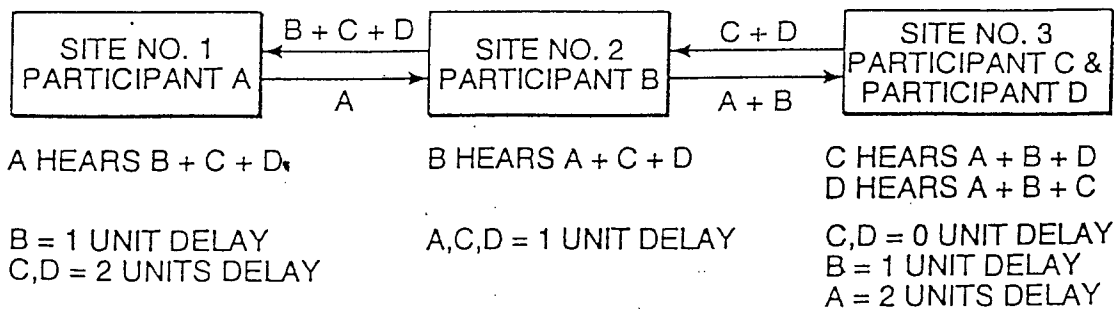 SITE NO. 1
PARTICIPANT A
B + C + D
A
SITE NO. 2
PARTICIPANT B
C + D
A + B
SITE NO. 3
PARTICIPANT C &
PARTICIPANT D
A HEARS B + C + D
B = 1 UNIT DELAY
C,D = 2 UNITS DELAY
B HEARS A + C + D
A,C,D = 1 UNIT DELAY
C HEARS A + B + D
D HEARS A + B + C
C,D = 0 UNIT DELAY
B = 1 UNIT DELAY
A = 2 UNITS DELAY